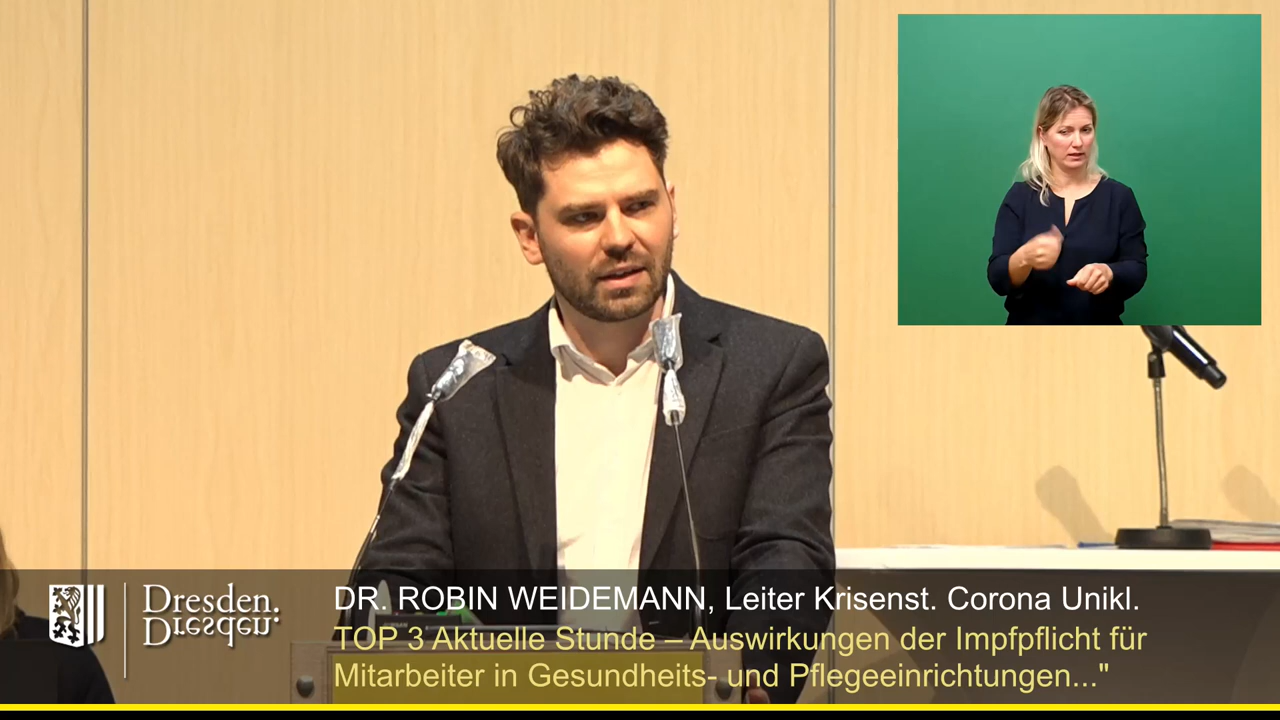 Dresden.
Dresden.
DR. ROBIN WEIDEMANN, Leiter Krisenst. Corona Unikl.
TOP 3 Aktuelle Stunde – Auswirkungen der Impfpflicht für
Mitarbeiter in Gesundheits- und Pflegeeinrichtungen..."